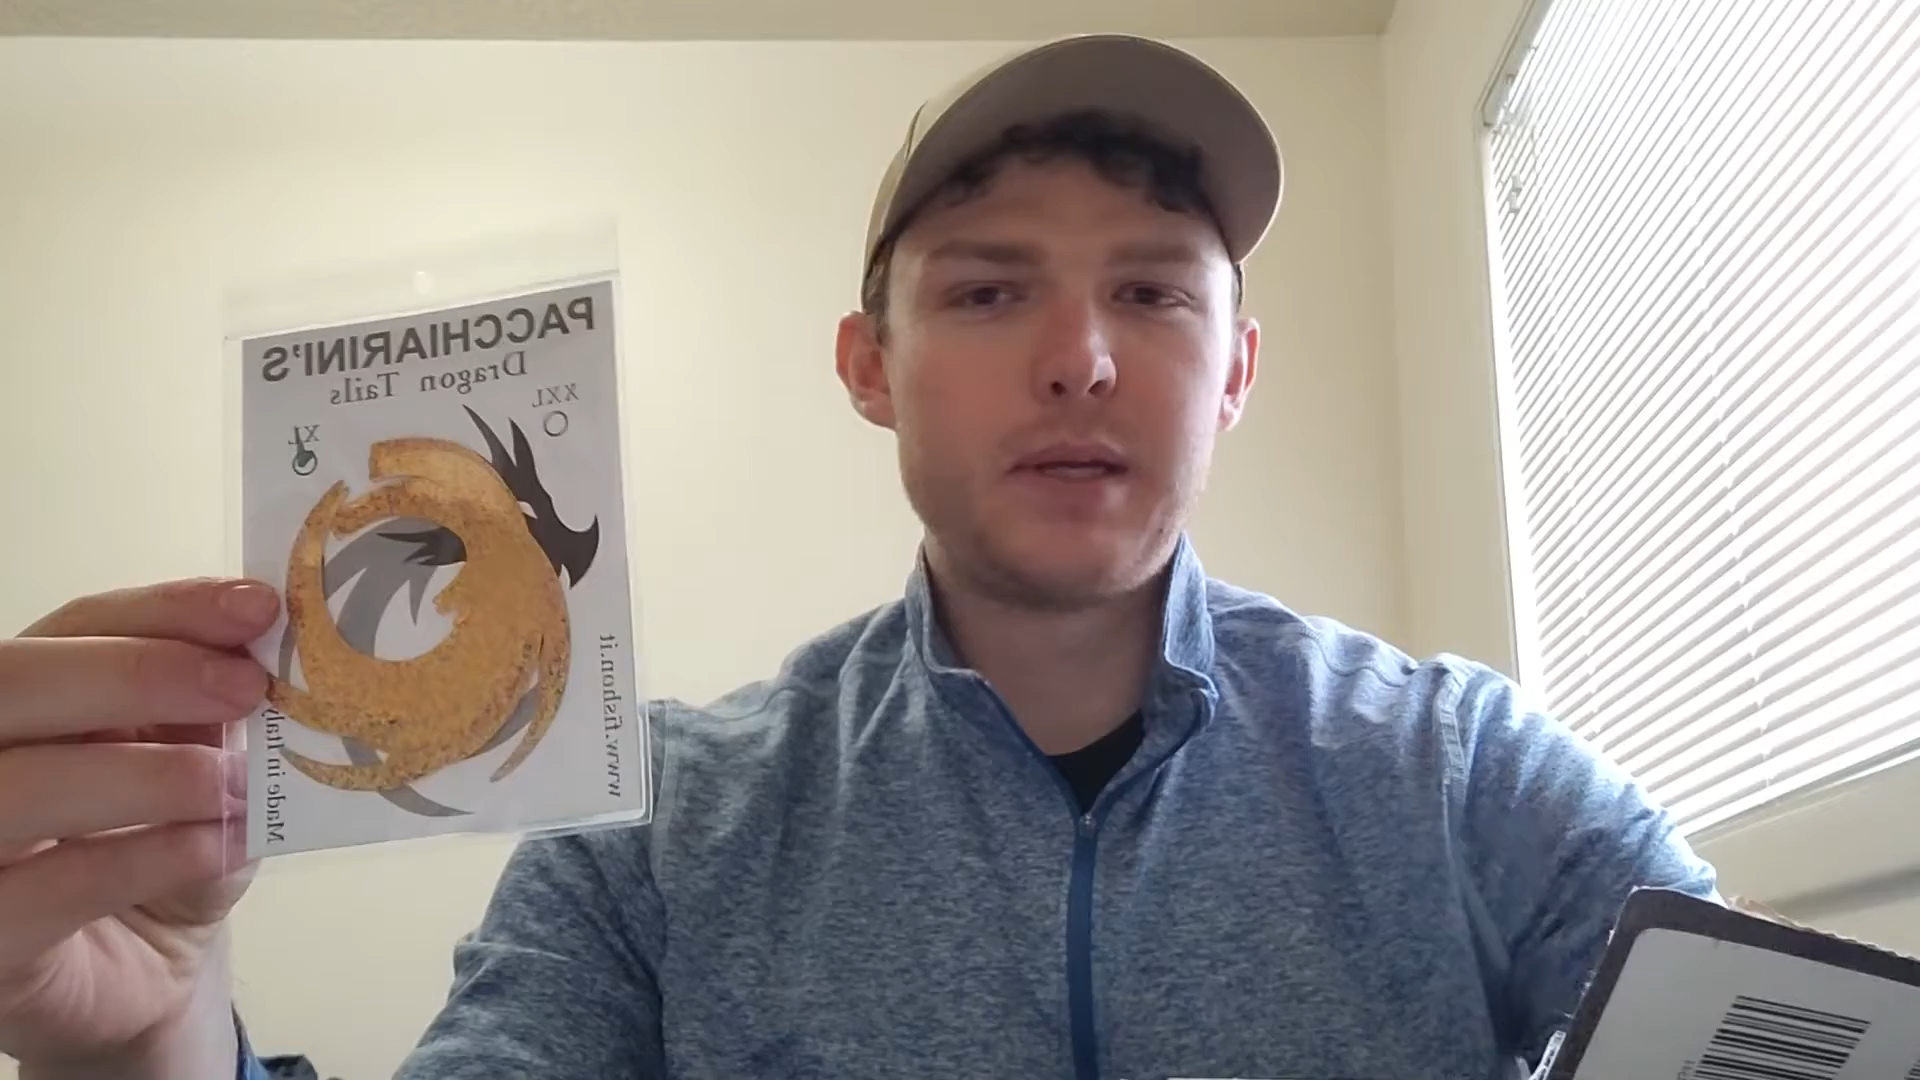 PACCHIARINI'S
Dragon Tails
XXL
XL
www.fishon.it
Made in Italy